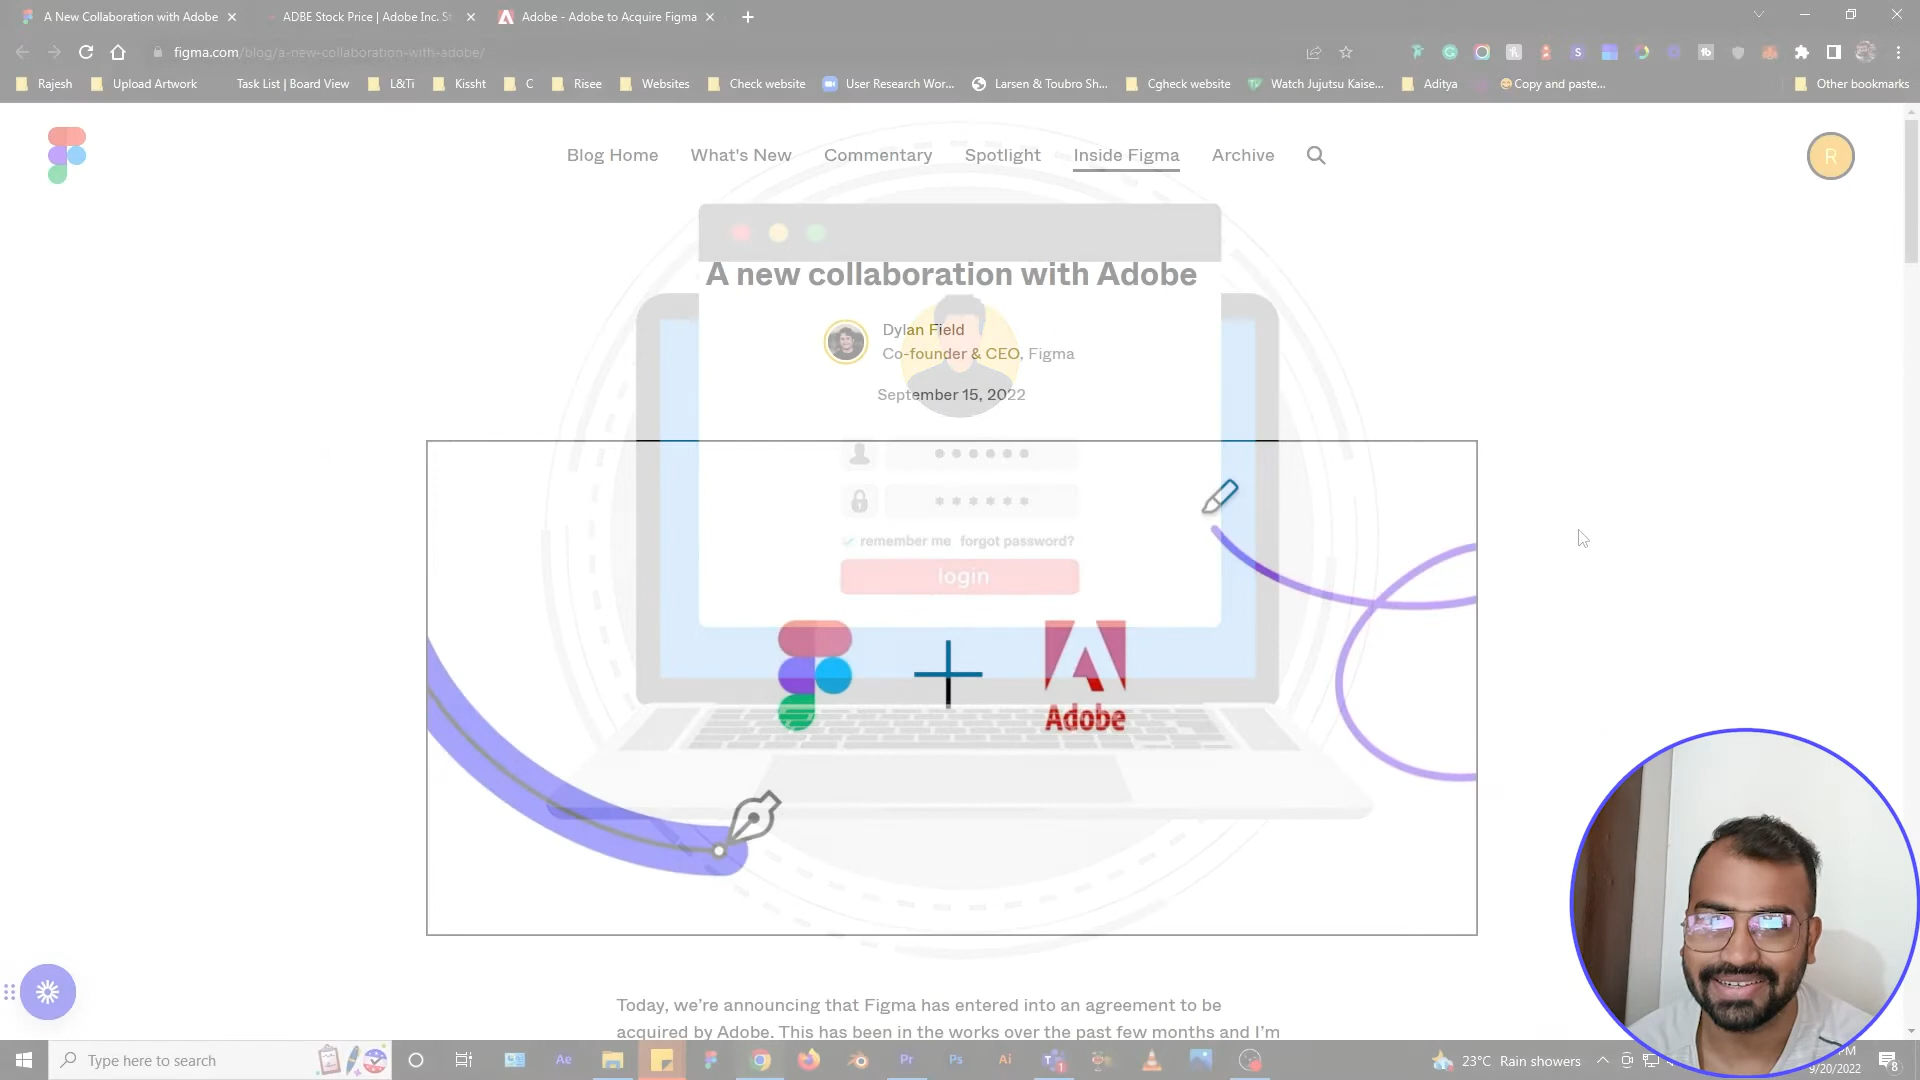 A New Collaboration with Adobe
ADBE Stock Price | Adobe Inc. St
Adobe - Adobe to Acquire Figma
figma.com/blog/a-new-collaboration-with-adobe/
Rajesh
Upload Artwork
Task List | Board View
L&Ti
Kissht
C
Risee
Websites
Check website
User Research Wor...
Larsen & Toubro Sh...
Cgheck website
Watch Jujutsu Kaise...
Aditya
Copy and paste...
Other bookmarks
Blog Home
What's New
Commentary
Spotlight
Inside Figma
Archive
R
A new collaboration with Adobe
Dylan Field
Co-founder & CEO, Figma
September 15, 2022
remember me forgot password?
login
Adobe
Today, we're announcing that Figma has entered into an agreement to be
acquired by Adobe. This has been in the works over the past few months and I'm
Type here to search
Ae
Pr
Ps
Ai
23°C Rain showers
PM
9/20/2022
8